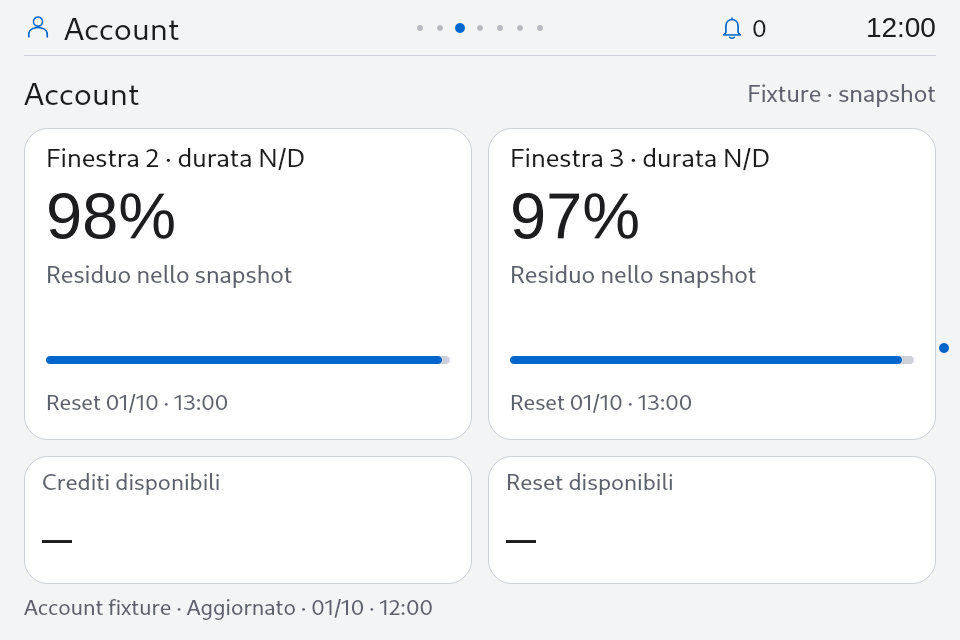 Account
0
12:00
Account
Fixture · snapshot
Finestra 2 · durata N/D
98%
Residuo nello snapshot
Reset 01/10 · 13:00
Finestra 3 · durata N/D
97%
Residuo nello snapshot
Reset 01/10 · 13:00
Crediti disponibili
—
Reset disponibili
—
Account fixture · Aggiornato · 01/10 · 12:00